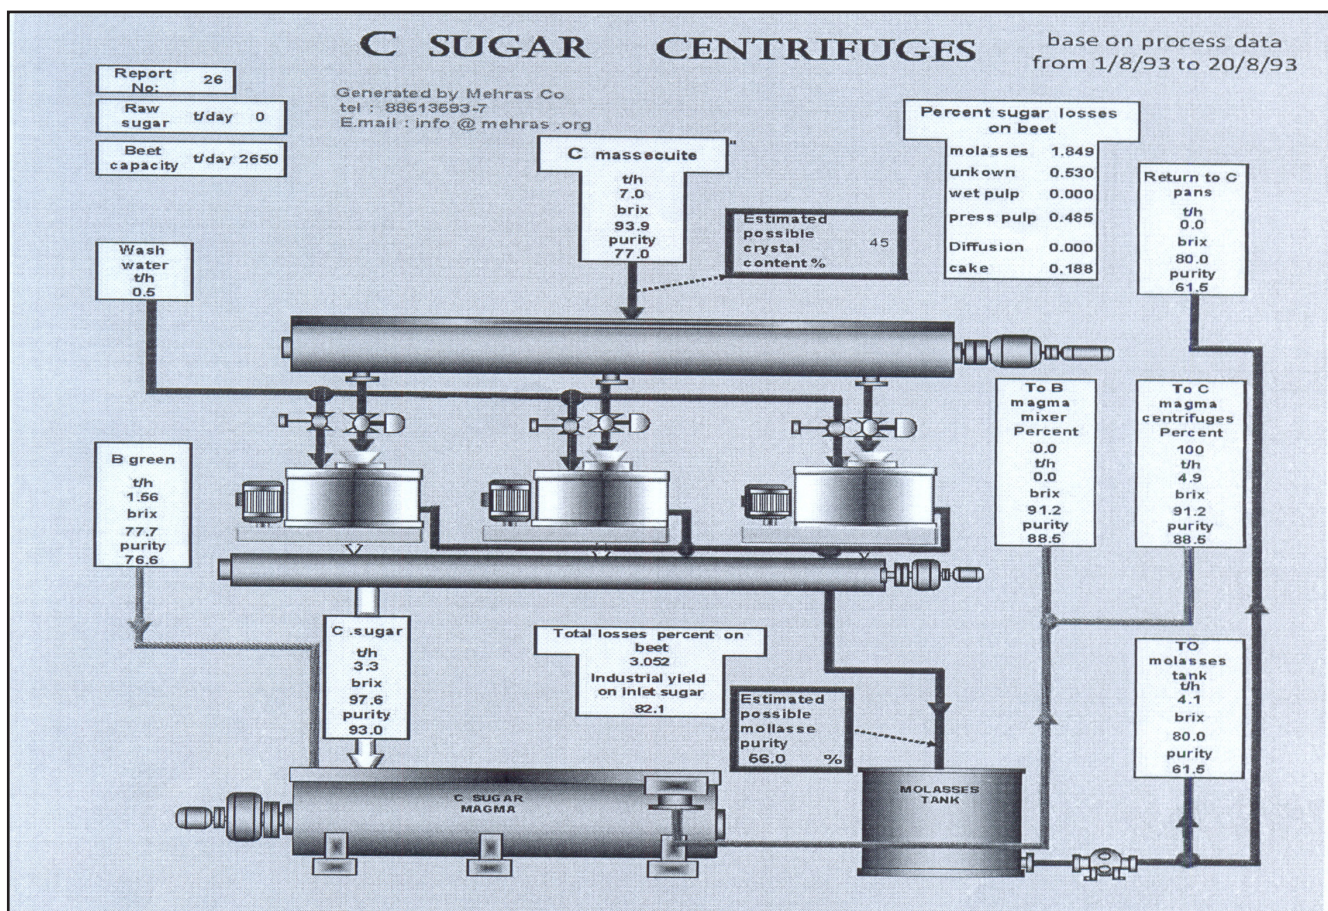 C SUGAR CENTRIFUGES
base on process data
from 1/8/93 to 20/8/93
Report No: 26
Raw sugar t/day 0
Beet capacity t/day 2650
Generated by Mehras Co
tel : 88513593-7
E.mail : info @ mehras .org
C massecuite "
t/h
7.0
brix
93.9
purity
77.0
Estimated
possible
crystal
content %
45
Percent sugar losses
on beet
molasses 1.849
unkown 0.530
wet pulp 0.000
press pulp 0.485
Diffusion 0.000
cake 0.188
Return to C
pans
t/h
0.0
brix
80.0
purity
61.5
Wash
water
t/h
0.5
To B
magma
mixer
Percent
0.0
t/h
0.0
brix
91.2
purity
88.5
To C
magma
centrifuges
Percent
100
t/h
4.9
brix
91.2
purity
88.5
B green
t/h
1.56
brix
77.7
purity
76.6
C .sugar
t/h
3.3
brix
97.6
purity
93.0
Total losses percent on
beet
3.052
Industrial yield
on inlet sugar
82.1
Estimated
possible
mollasse
purity
56.0 %
TO
molasses
tank
t/h
4.1
brix
80.0
purity
61.5
C SUGAR
MAGMA
MOLASSES
TANK